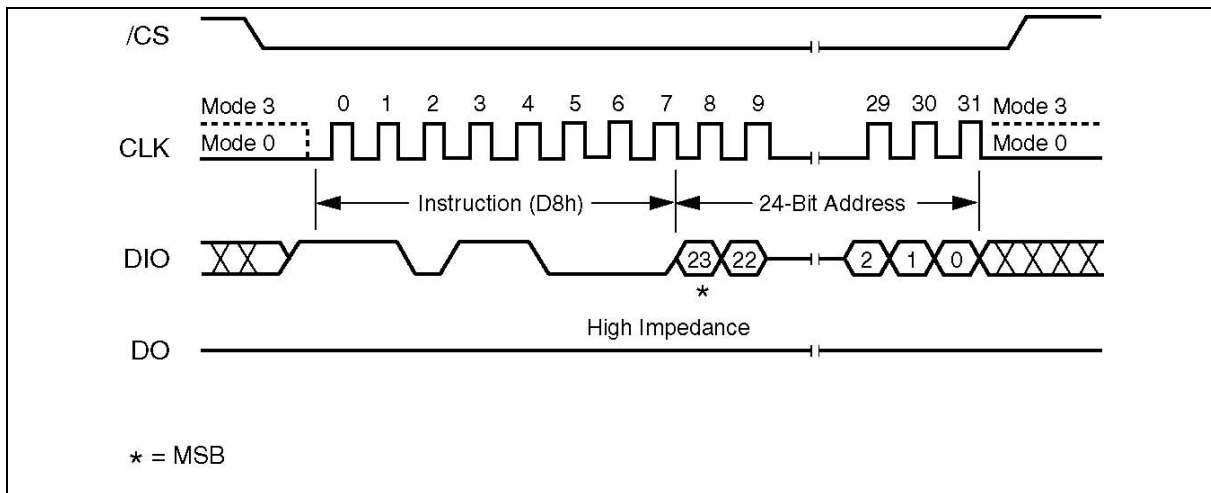 /CS
0 1 2 3 4 5 6 7 8 9 29 30 31
Mode 3 Mode 3
CLK
Mode 0 Mode 0
Instruction (D8h) 24-Bit Address
DIO 23 22 2 1 0
*
High Impedance
DO
* = MSB